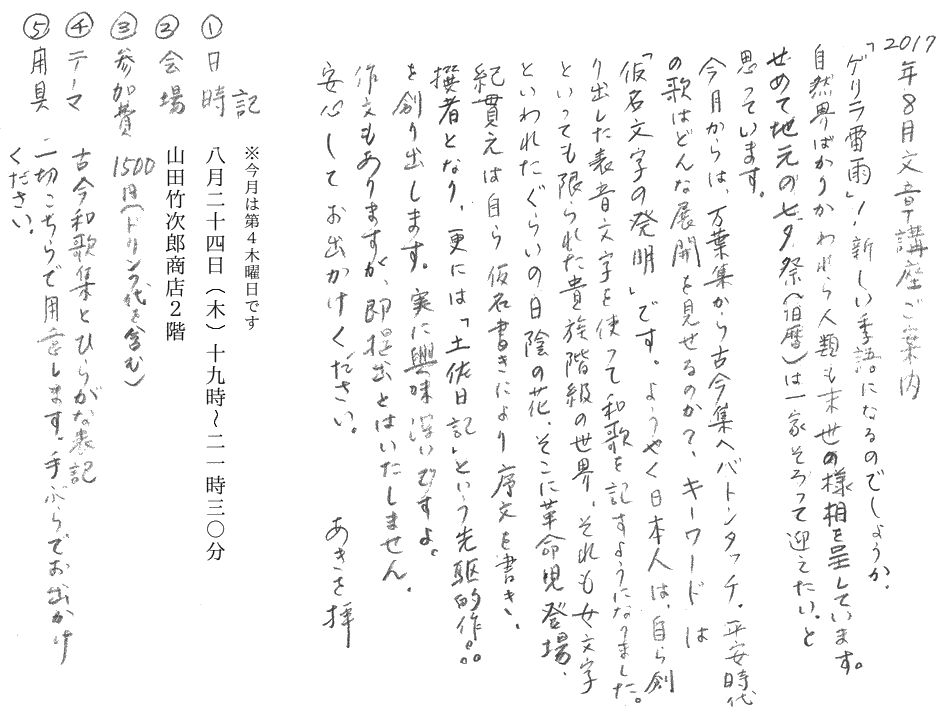 2017年8月文章講座ご案内
「ゲリラ雷雨」！新しい季語。になるのでしょうか。
自然界ばかりかわれら人類も末世の様相を呈しています。
せめて地元の七夕祭（旧暦）は一家そろって迎えたい、と
思っています。
今月からは、万葉集から古今集へバトンタッチ。平安時代
の歌はどんな展開を見せるのか？、キーワードは
「仮名文字の発明」です。ようやく日本人は、自ら創
り出した表音文字を使って和歌を記すようになりました。
といっても限られた貴族階級の世界。それも女文字
といわれたぐらいの日陰の花。そこに革命児登場、
紀貫之は自ら仮名書きにより序文を書き、
撰者となり、更には「土佐日記」という先駆的作。。
を創り出します。実に興味深いですよ。
作文もありますが、即提出とはいたしません。
安心してお出かけください。
あきを拝
記
※今月は第４木曜日です
①日時 八月二十四日（木）十九時～二一時三〇分
②会場 山田竹次郎商店２階
③参加費 1500円（ドリンク代を含む）
④テーマ 古今和歌集とひらがな表記
⑤用具 一切こちらで用意します。手ぶらでお出かけ
ください。